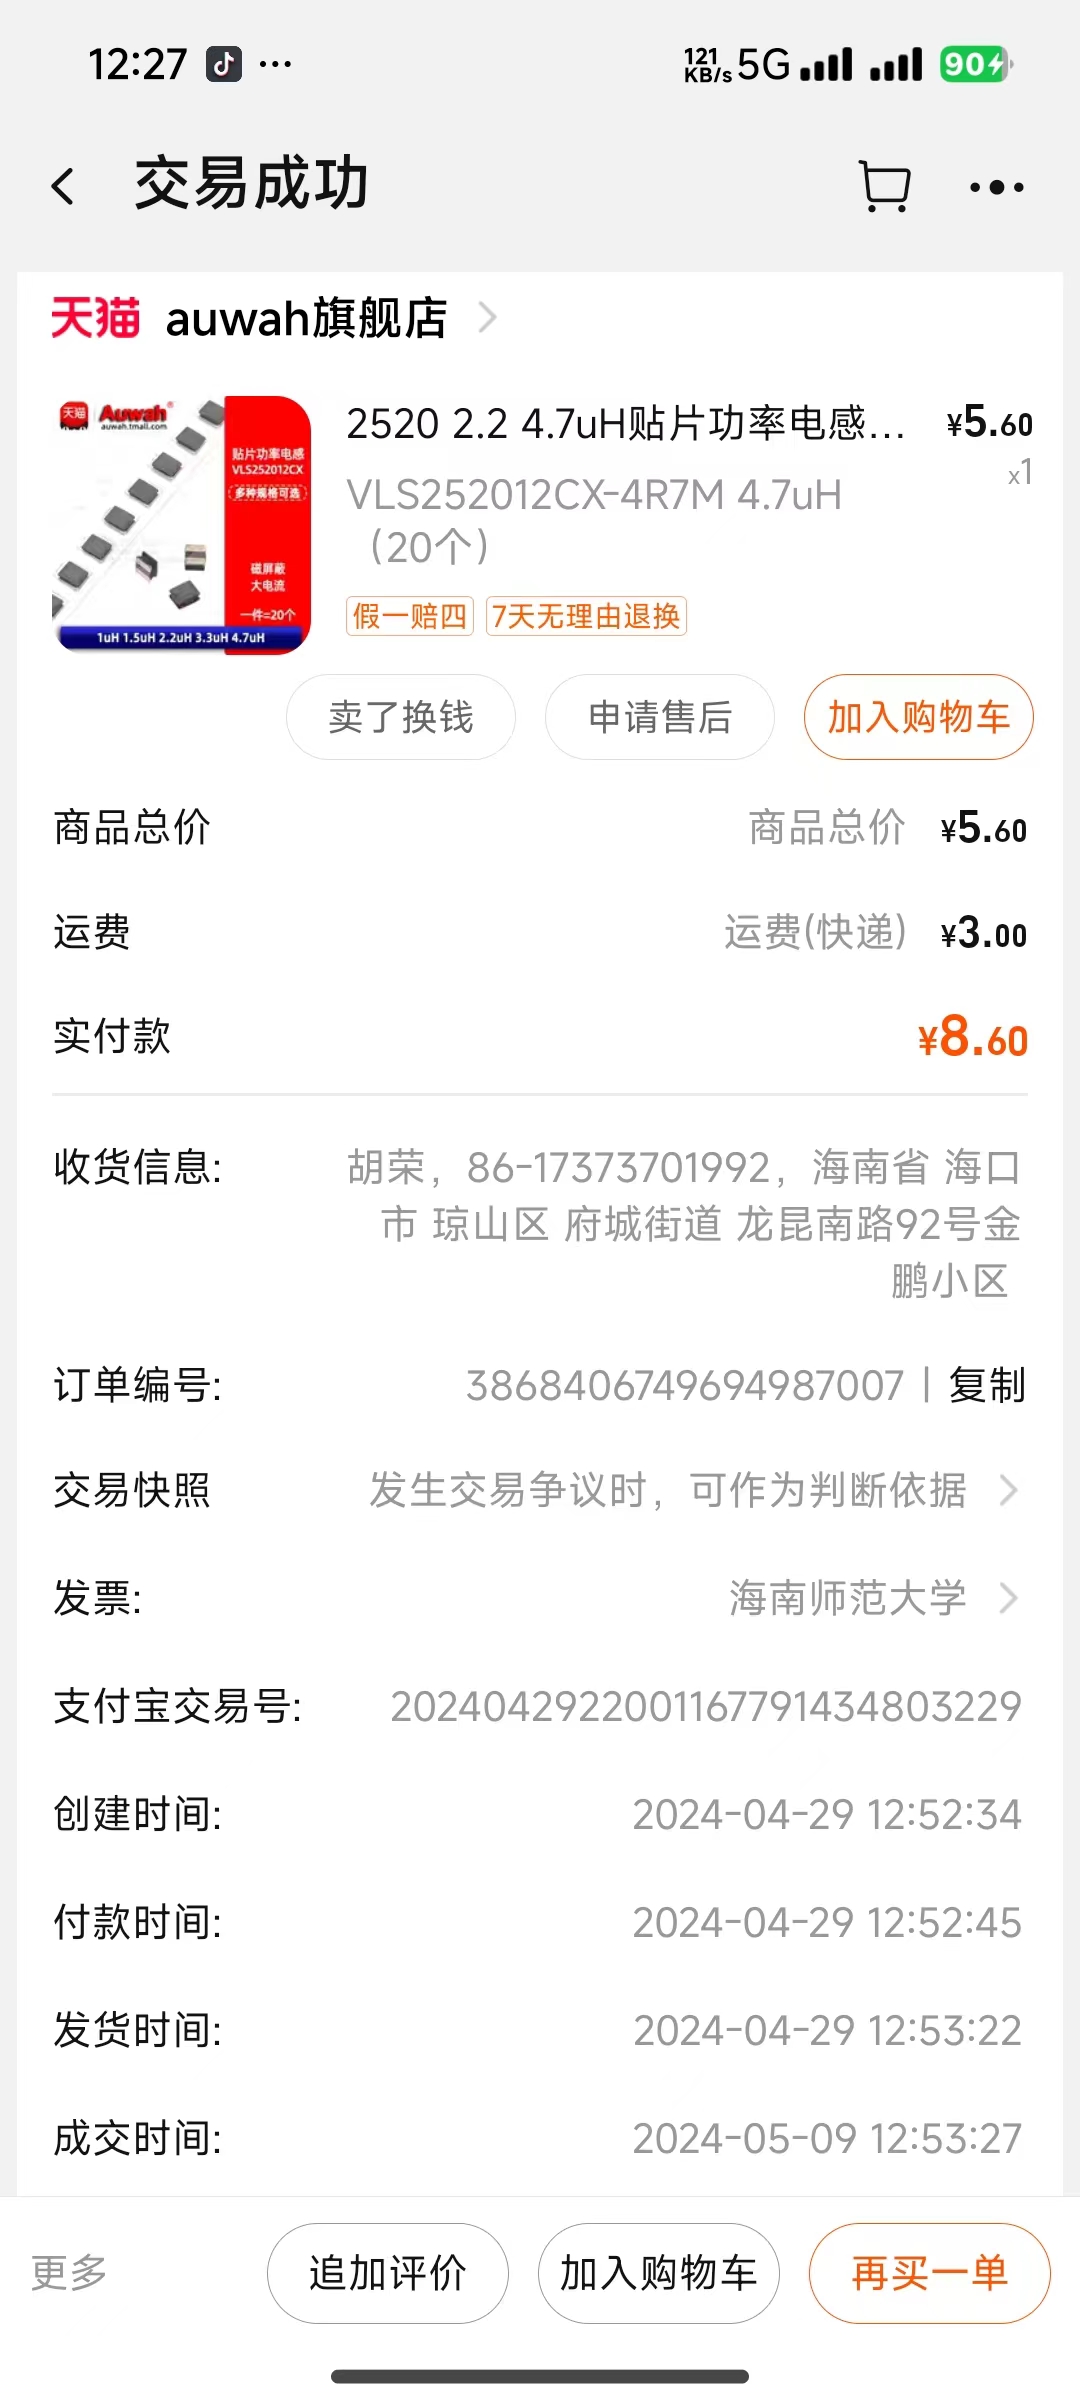 12:27
121 KB/s 5G 90
交易成功
天猫 auwah旗舰店
天猫 Auwah®
auwah.tmall.com
贴片功率电感
VLS252012CX
多种规格可选
磁屏蔽
大电流
一件=20个
1uH 1.5uH 2.2uH 3.3uH 4.7uH
2520 2.2 4.7uH贴片功率电感... ¥5.60
VLS252012CX-4R7M 4.7uH x1
（20个）
假一赔四 7天无理由退换
卖了换钱 申请售后 加入购物车
商品总价 商品总价 ¥5.60
运费 运费(快递) ¥3.00
实付款 ¥8.60
收货信息: 胡荣，86-17373701992，海南省 海口
市 琼山区 府城街道 龙昆南路92号金
鹏小区
订单编号: 3868406749694987007 | 复制
交易快照 发生交易争议时，可作为判断依据
发票: 海南师范大学
支付宝交易号: 2024042922001167791434803229
创建时间: 2024-04-29 12:52:34
付款时间: 2024-04-29 12:52:45
发货时间: 2024-04-29 12:53:22
成交时间: 2024-05-09 12:53:27
更多 追加评价 加入购物车 再买一单